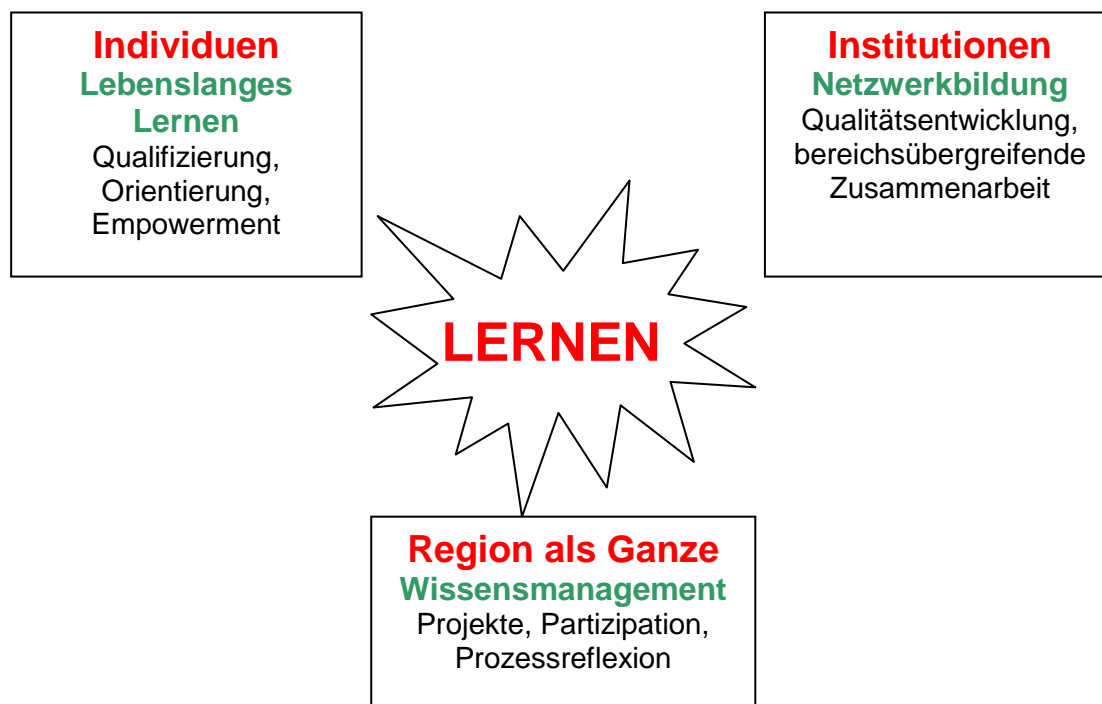 Individuen
Lebenslanges
Lernen
Qualifizierung,
Orientierung,
Empowerment
Institutionen
Netzwerkbildung
Qualitätsentwicklung,
bereichsübergreifende
Zusammenarbeit
LERNEN
Region als Ganze
Wissensmanagement
Projekte, Partizipation,
Prozessreflexion